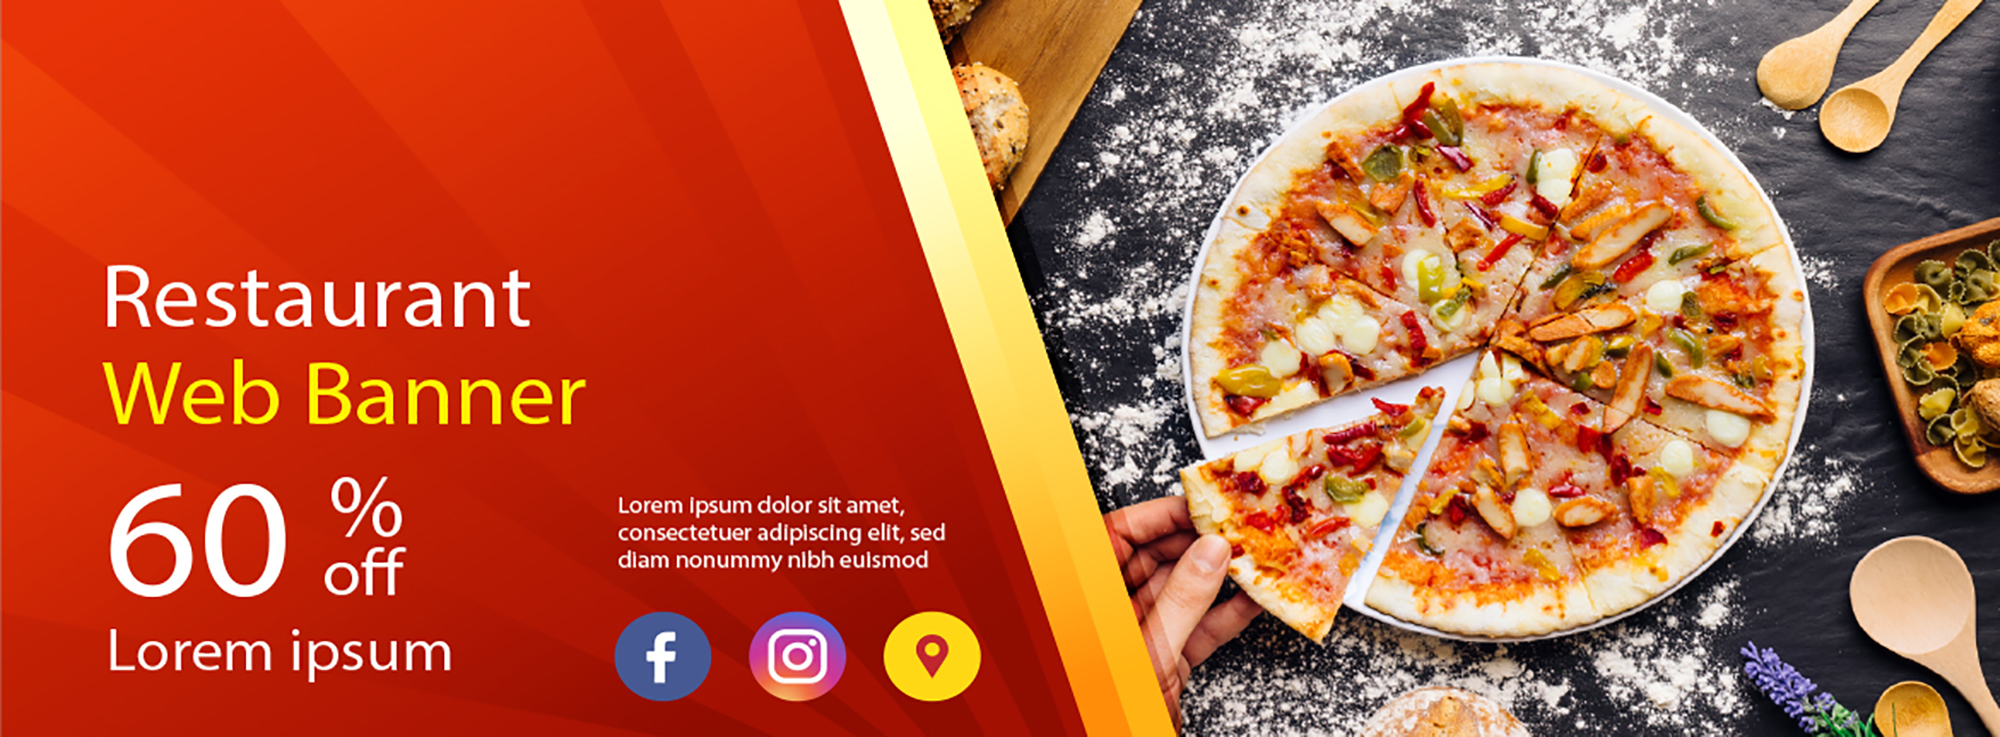 Restaurant
Web Banner
60 %
off
Lorem ipsum
Lorem ipsum dolor sit amet,
consectetuer adipiscing elit, sed
diam nonummy nibh euismod